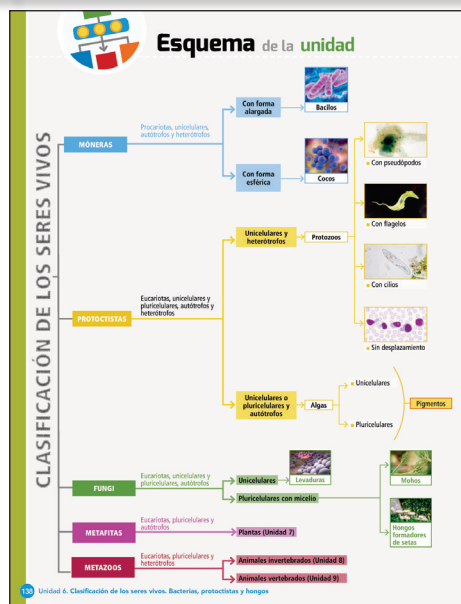 Esquema de la unidad
CLASIFICACIÓN DE LOS SERES VIVOS
MÓNERAS
Procariotas, unicelulares,
autótrofos y heterótrofos
Con forma
alargada
Bacilos
Con forma
esférica
Cocos
PROTOCTISTAS
Eucariotas, unicelulares y
pluricelulares, autótrofos y
heterótrofos
Unicelulares y
heterótrofos
Protozoos
Con pseudópodos
Con flagelos
Con cilios
Sin desplazamiento
Unicelulares o
pluricelulares y
autótrofos
Algas
Unicelulares
Pluricelulares
Pigmentos
FUNGI
Eucariotas, unicelulares y
pluricelulares, autótrofos
Unicelulares
Levaduras
Pluricelulares con micelio
Mohos
Hongos
formadores
de setas
METAFITAS
Eucariotas, pluricelulares y
autótrofos
Plantas (Unidad 7)
METAZOOS
Eucariotas, pluricelulares y
heterótrofos
Animales invertebrados (Unidad 8)
Animales vertebrados (Unidad 9)
138 Unidad 6. Clasificación de los seres vivos. Bacterias, protoctistas y hongos